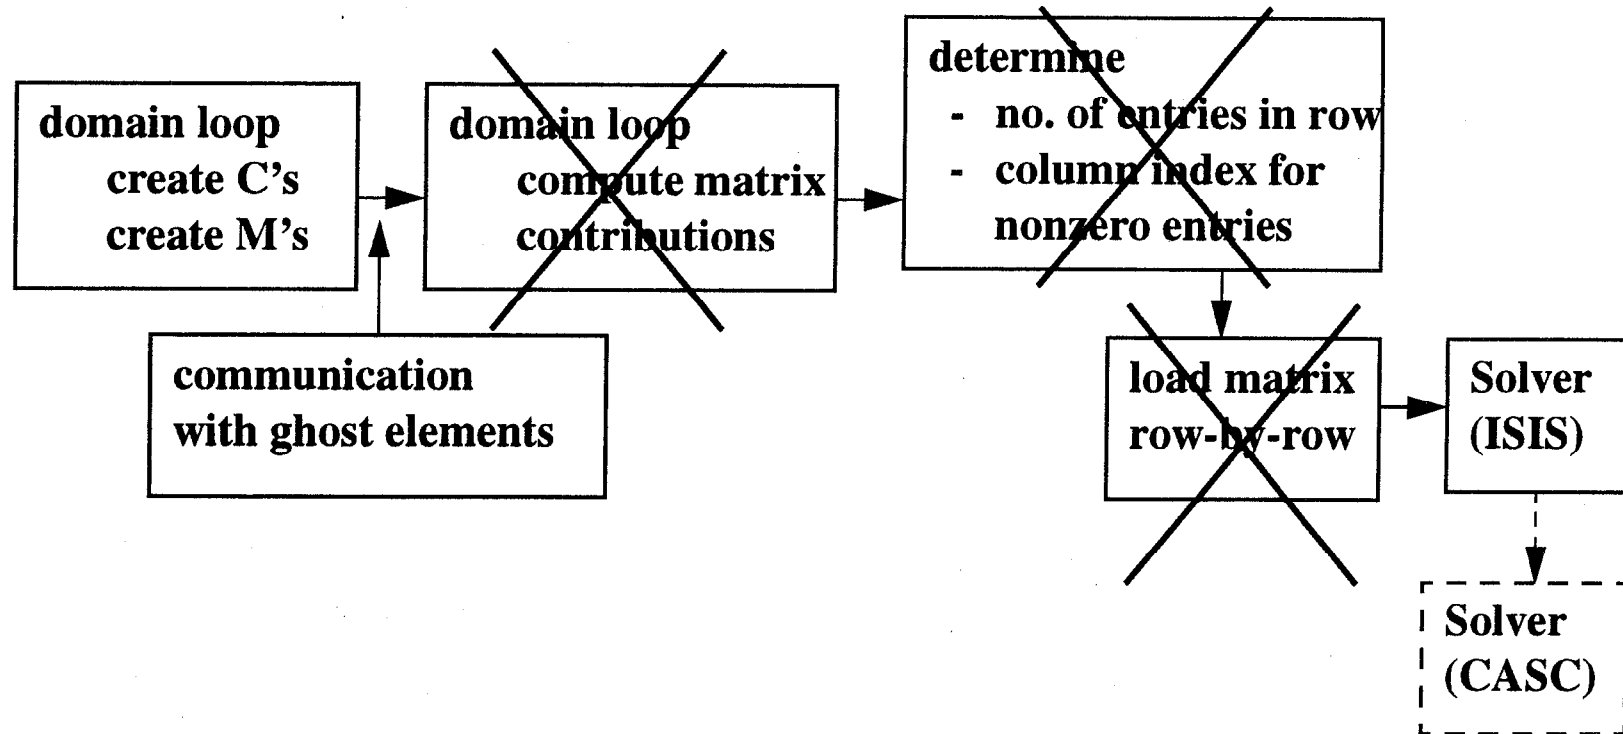 domain loop
create C's
create M's
domain loop
compute matrix
contributions
determine
- no. of entries in row
- column index for
nonzero entries
communication
with ghost elements
load matrix
row-by-row
Solver
(ISIS)
Solver
(CASC)